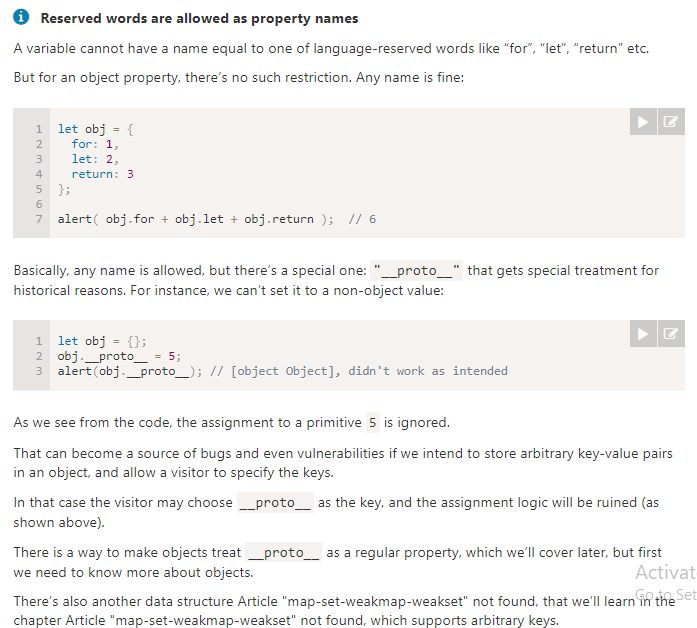 Reserved words are allowed as property names
A variable cannot have a name equal to one of language-reserved words like "for", "let", "return" etc.
But for an object property, there's no such restriction. Any name is fine:
1 let obj = {
2 for: 1,
3 let: 2,
4 return: 3
5 };
6
7 alert( obj.for + obj.let + obj.return );  // 6
Basically, any name is allowed, but there's a special one: "__proto__" that gets special treatment for
historical reasons. For instance, we can't set it to a non-object value:
1 let obj = {};
2 obj.__proto__ = 5;
3 alert(obj.__proto__); // [object Object], didn't work as intended
As we see from the code, the assignment to a primitive 5 is ignored.
That can become a source of bugs and even vulnerabilities if we intend to store arbitrary key-value pairs
in an object, and allow a visitor to specify the keys.
In that case the visitor may choose __proto__ as the key, and the assignment logic will be ruined (as
shown above).
There is a way to make objects treat __proto__ as a regular property, which we'll cover later, but first
we need to know more about objects.
Activat
There's also another data structure Article "map-set-weakmap-weakset" not found, that we'll learn in the
Go to Set
chapter Article "map-set-weakmap-weakset" not found, which supports arbitrary keys.